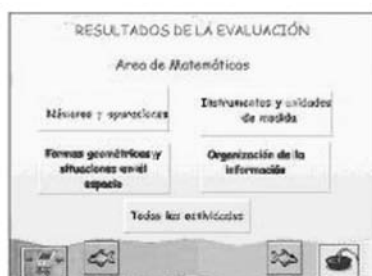 RESULTADOS DE LA EVALUACIÓN
Area de Matemáticas
Números y operaciones
Instrumentos y unidades
de medida
Formas geométricas y
situaciones en el
espacio
Organización de la
información
Todas las actividades